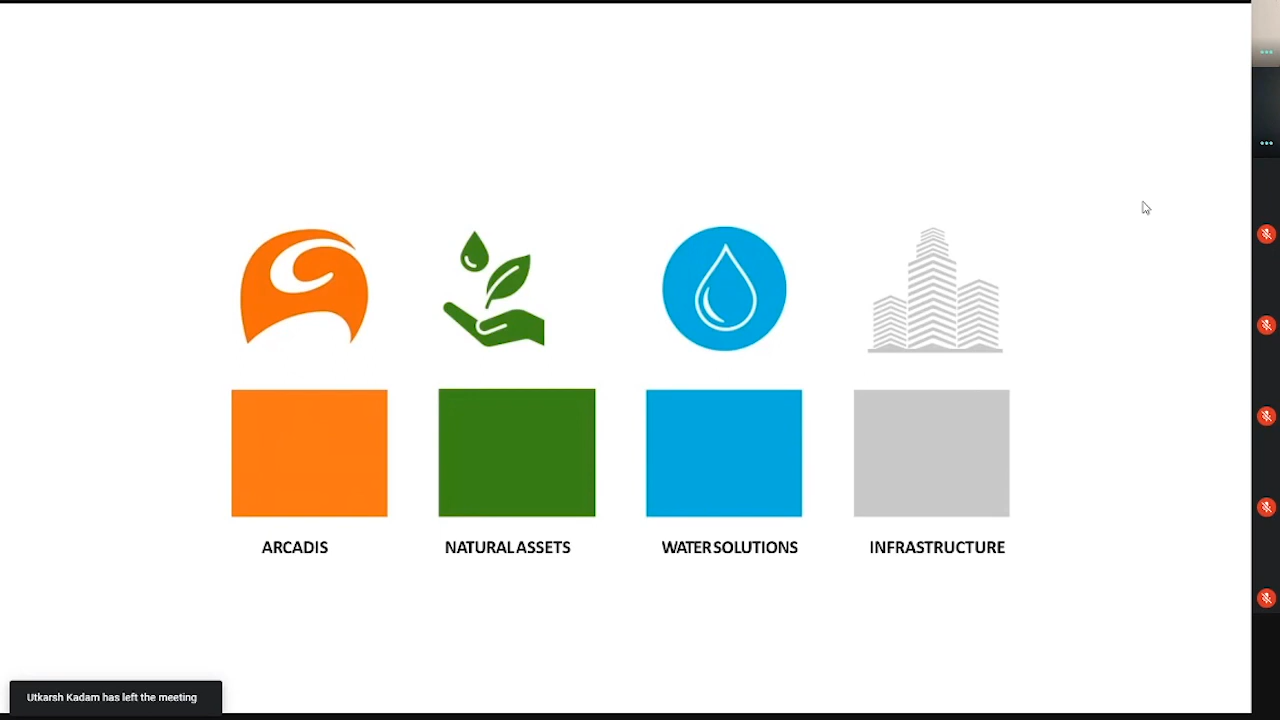 ARCADIS
NATURAL ASSETS
WATER SOLUTIONS
INFRASTRUCTURE
Utkarsh Kadam has left the meeting